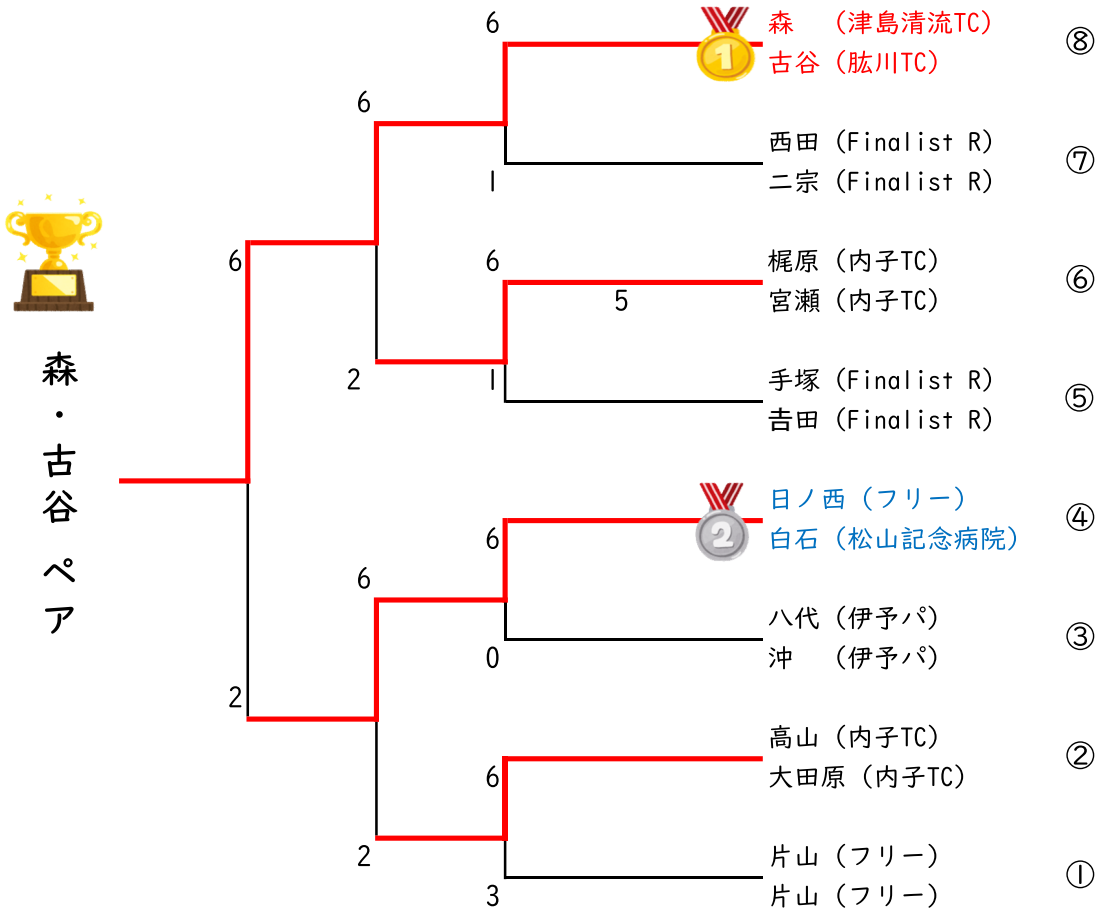 6
森 （津島清流TC）
古谷（肱川TC）
⑧
1
6
1
西田（Finalist R）
二宗（Finalist R）
⑦
6
6
梶原（内子TC）
宮瀬（内子TC）
⑥
5
2
1
手塚（Finalist R）
𠮷田（Finalist R）
⑤
森・古谷 ペア
2
日ノ西（フリー）
白石（松山記念病院）
④
6
6
八代（伊予パ）
沖 （伊予パ）
③
0
2
高山（内子TC）
大田原（内子TC）
②
6
2
片山（フリー）
片山（フリー）
①
3